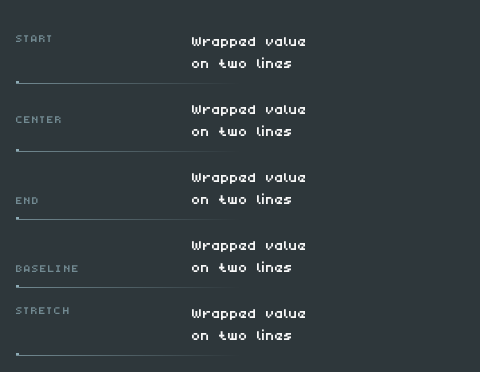 START
Wrapped value
on two lines
CENTER
Wrapped value
on two lines
END
Wrapped value
on two lines
BASELINE
Wrapped value
on two lines
STRETCH
Wrapped value
on two lines